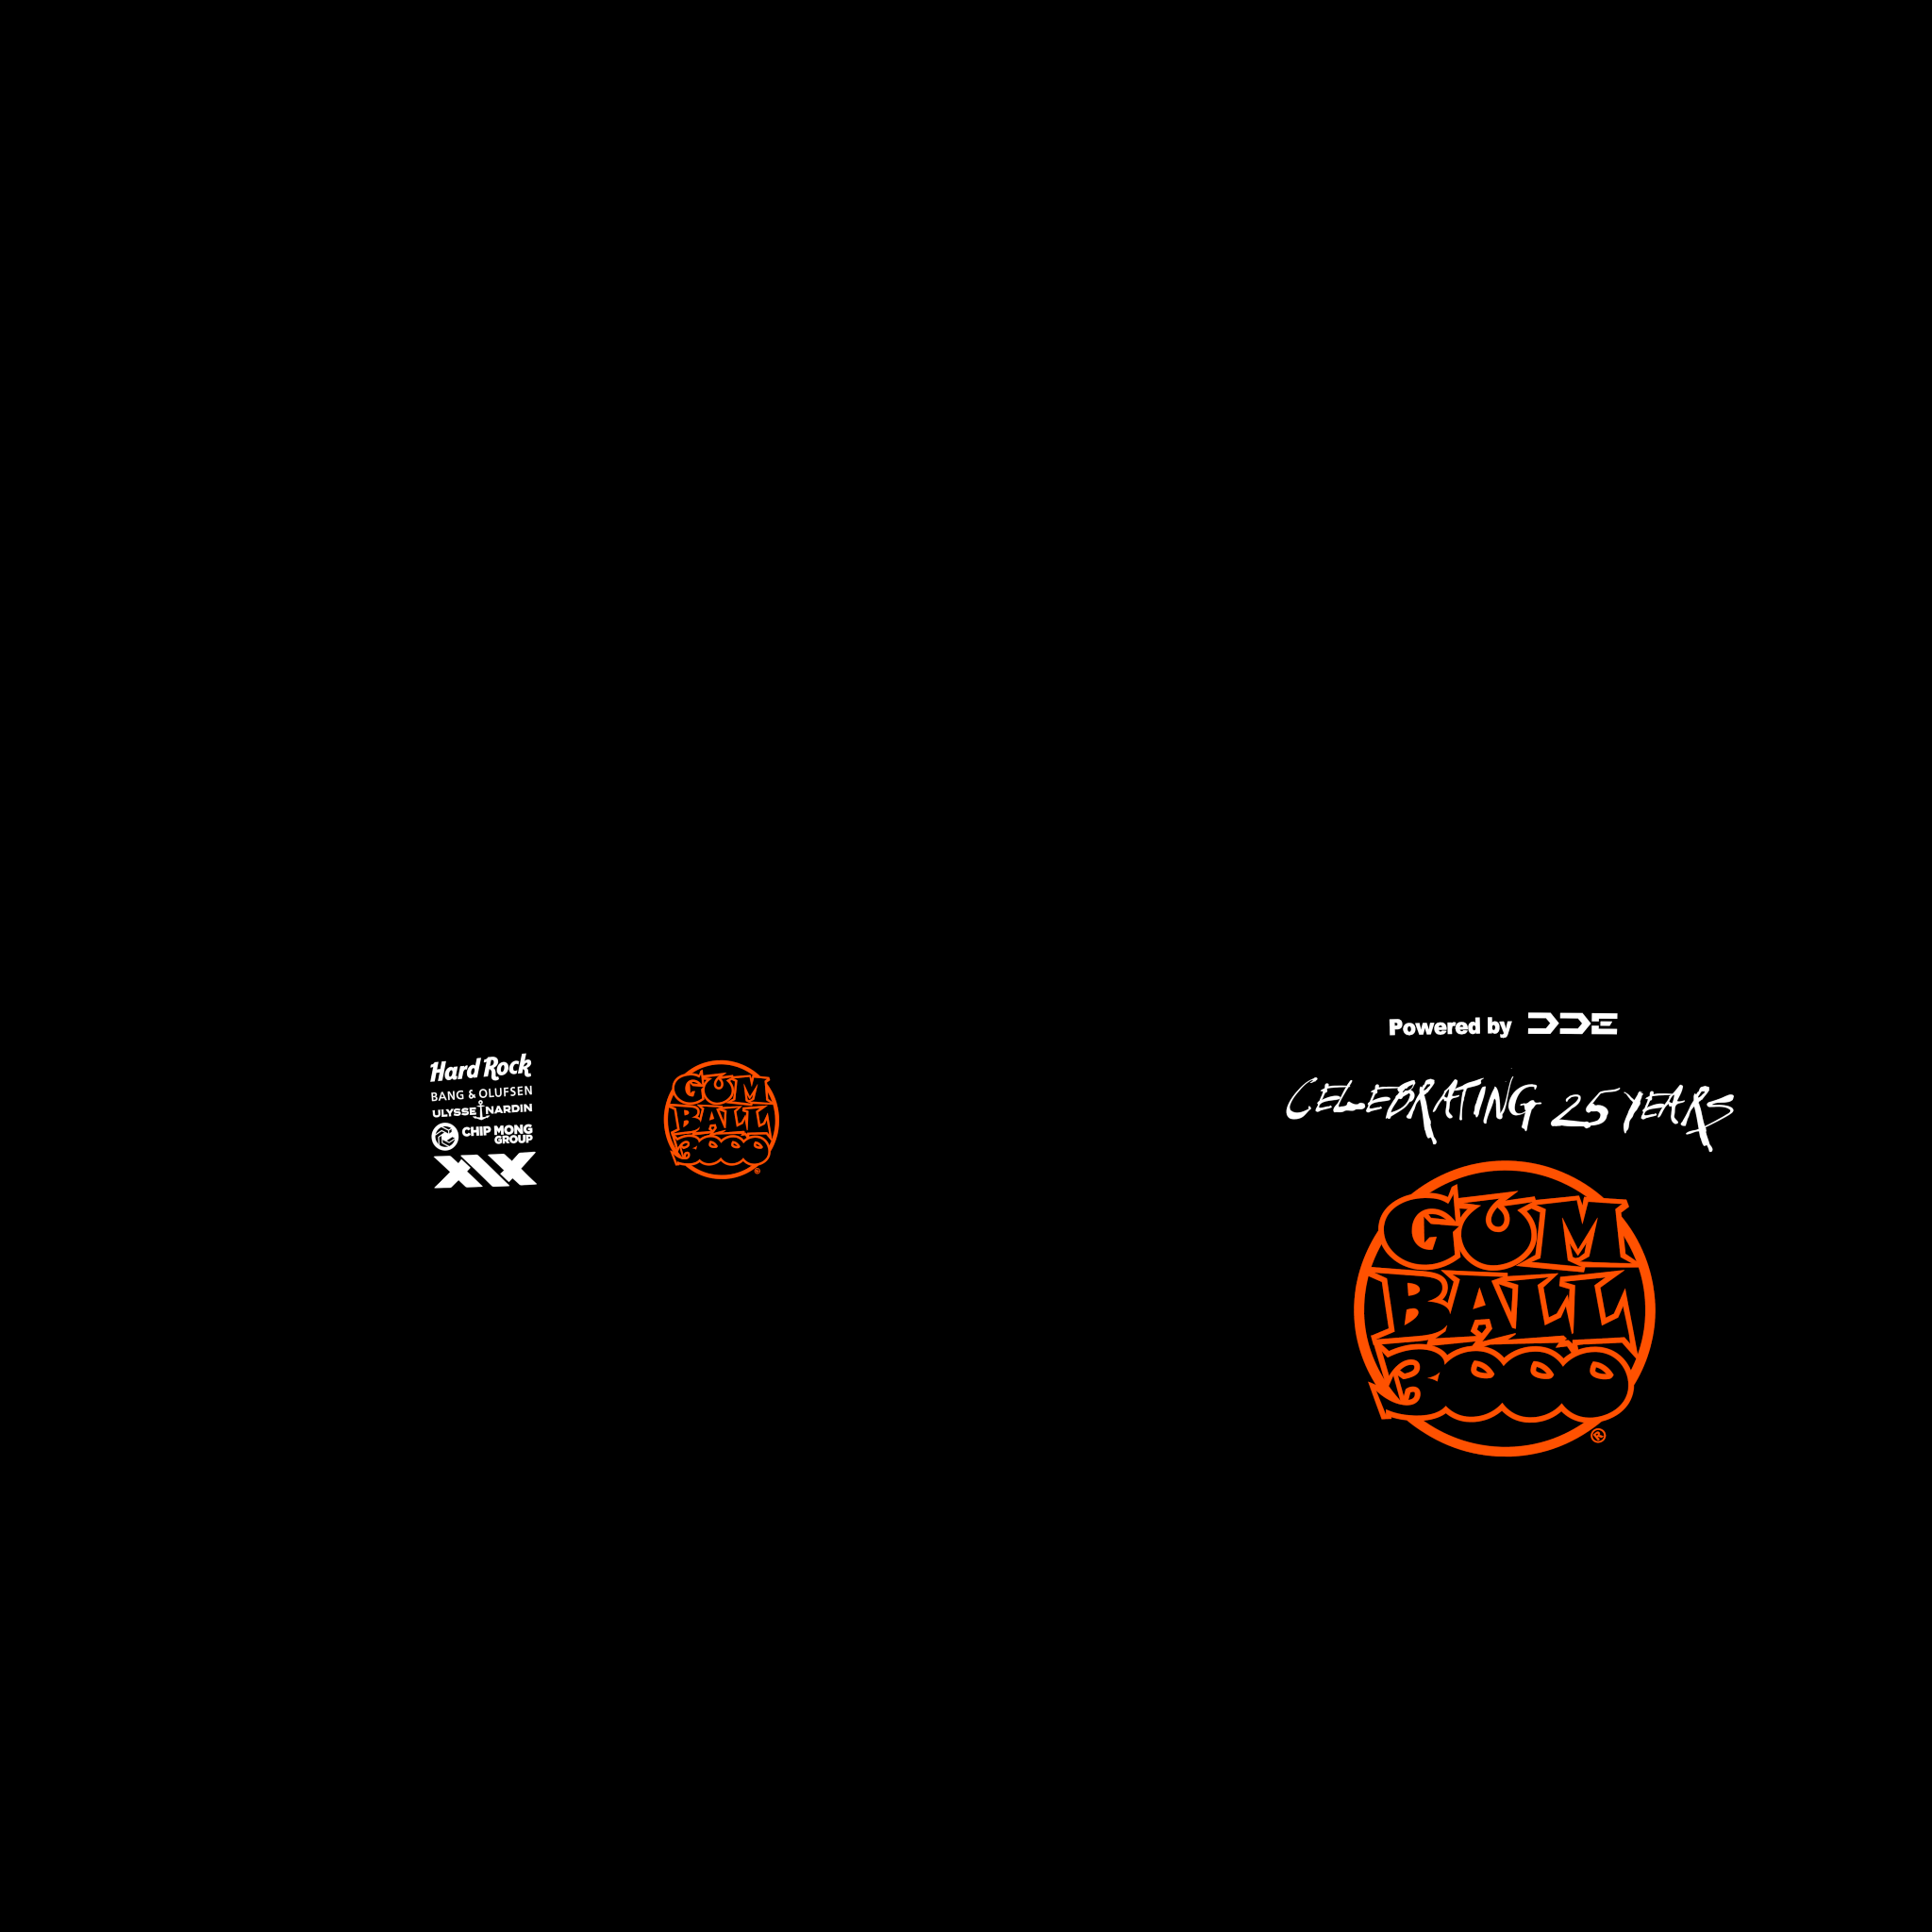 Hard Rock
BANG & OLUFSEN
ULYSSE NARDIN
CHIP MONG
GROUP
XIX
GUM
BALL
3000
®
Powered by DDE
CELEBRATING 25 YEARS
GUM
BALL
3000
®